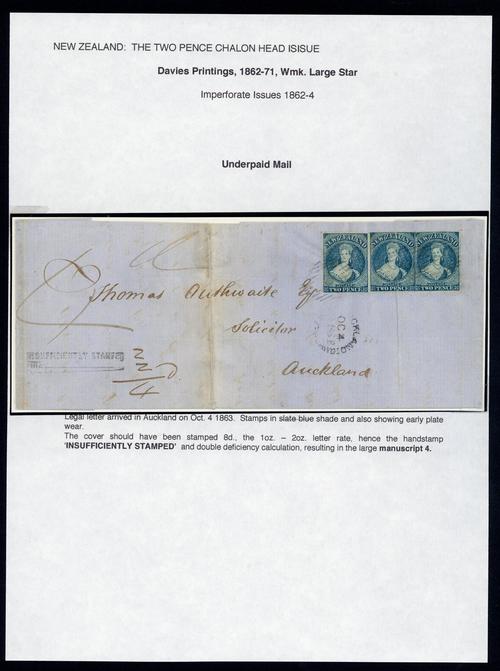 NEW ZEALAND: THE TWO PENCE CHALON HEAD ISISUE
Davies Printings, 1862-71, Wmk. Large Star
Imperforate Issues 1862-4
Underpaid Mail
NEW ZEALAND NEW ZEALAND NEW ZEALAND
TWO PENCE TWO PENCE TWO PENCE
Thomas Outhwaite Esq
Solicitor
Auckland
OC 4
INSUFFICIENTLY STAMPED
2
2
4 d.
Legal letter arrived in Auckland on Oct. 4 1863. Stamps in slate-blue shade and also showing early plate
wear.
The cover should have been stamped 8d., the 1oz. – 2oz. letter rate, hence the handstamp
'INSUFFICIENTLY STAMPED' and double deficiency calculation, resulting in the large manuscript 4.